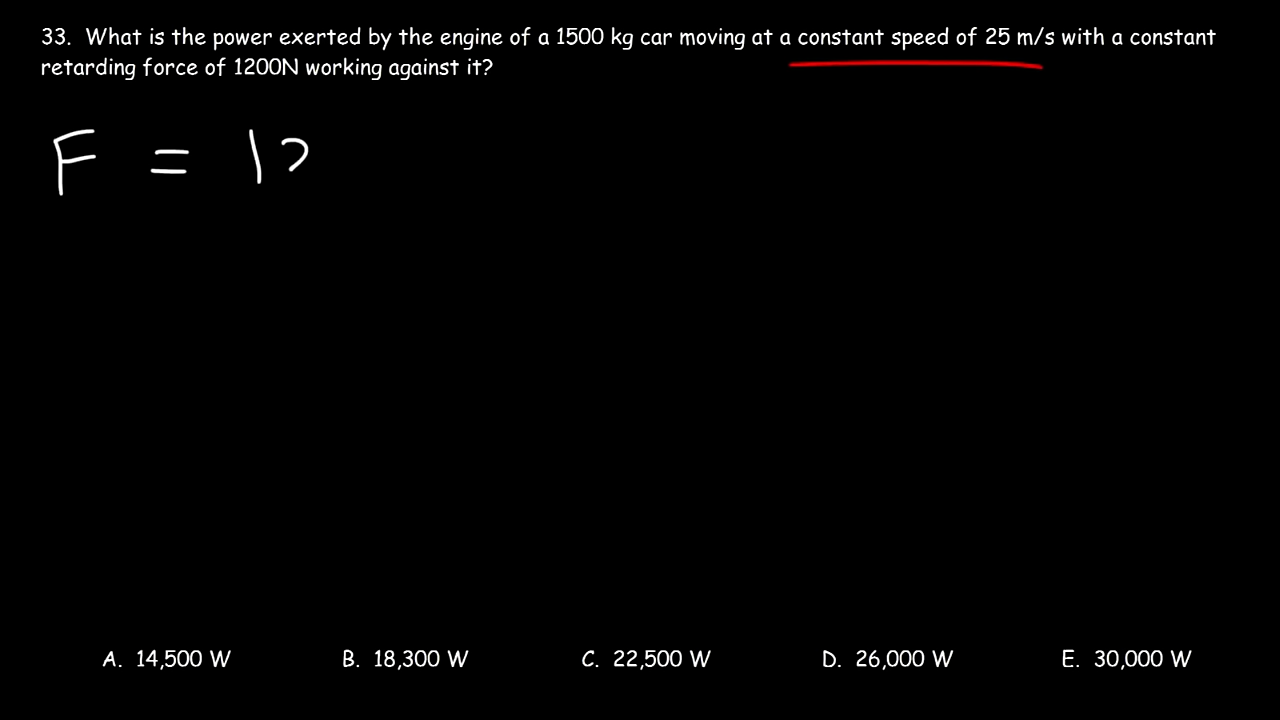 33. What is the power exerted by the engine of a 1500 kg car moving at a constant speed of 25 m/s with a constant
retarding force of 1200N working against it?
F = 12
A. 14,500 W B. 18,300 W C. 22,500 W D. 26,000 W E. 30,000 W